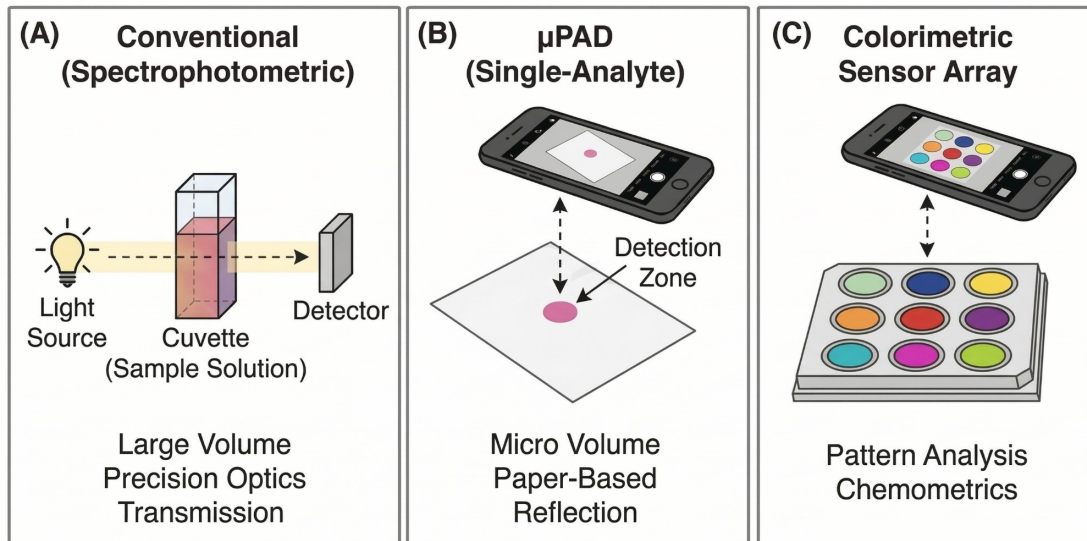 (A) Conventional
(Spectrophotometric)
Light
Source
Cuvette
(Sample Solution)
Detector
Large Volume
Precision Optics
Transmission
(B) µPAD
(Single-Analyte)
Detection
Zone
Micro Volume
Paper-Based
Reflection
(C) Colorimetric
Sensor Array
Pattern Analysis
Chemometrics